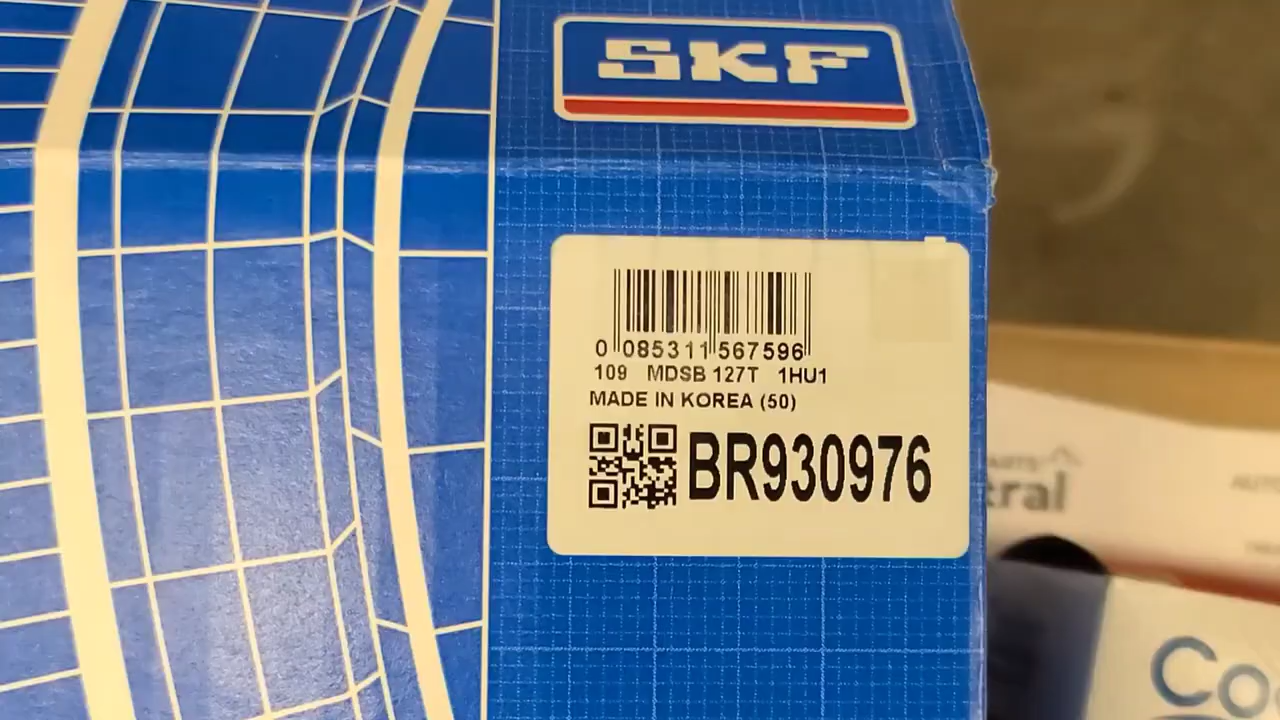 SKF
0 085311 567596
109 MDSB 127T 1HU1
MADE IN KOREA (50)
BR930976